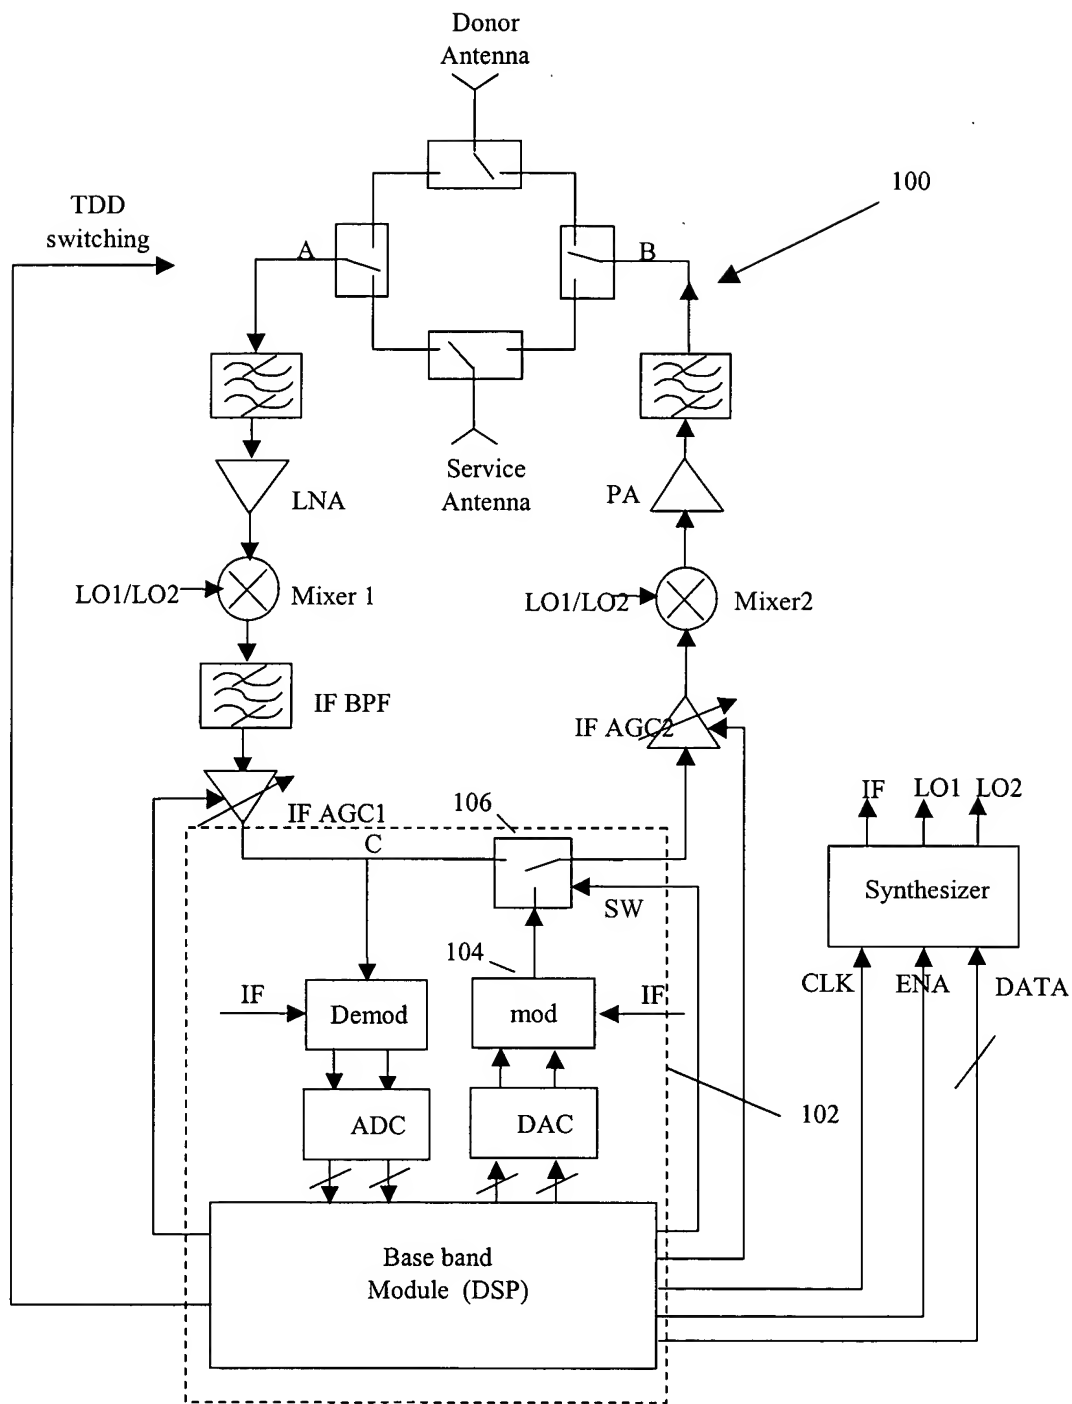 Donor
Antenna
100
TDD
switching
A
B
Service
Antenna
LNA
PA
LO1/LO2
Mixer 1
LO1/LO2
Mixer2
IF BPF
IF AGC2
IF AGC1
106
IF
LO1
LO2
C
Synthesizer
SW
104
CLK
ENA
DATA
IF
IF
Demod
mod
102
ADC
DAC
Base band
Module (DSP)